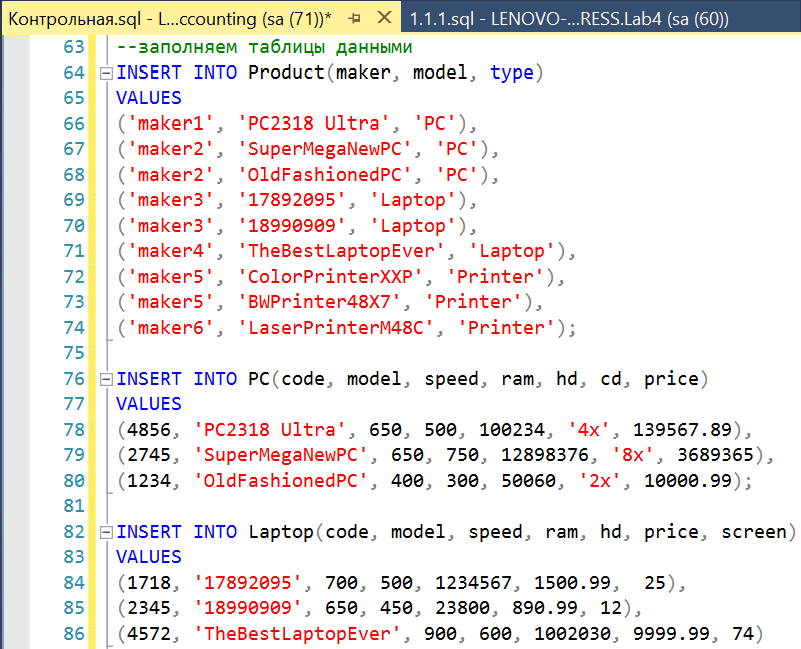 Контрольная.sql - L...ccounting (sa (71))*
1.1.1.sql - LENOVO-...RESS.Lab4 (sa (60))
63 --заполняем таблицы данными
64 INSERT INTO Product(maker, model, type)
65 VALUES
66 ('maker1', 'PC2318 Ultra', 'PC'),
67 ('maker2', 'SuperMegaNewPC', 'PC'),
68 ('maker2', 'OldFashionedPC', 'PC'),
69 ('maker3', '17892095', 'Laptop'),
70 ('maker3', '18990909', 'Laptop'),
71 ('maker4', 'TheBestLaptopEver', 'Laptop'),
72 ('maker5', 'ColorPrinterXXP', 'Printer'),
73 ('maker5', 'BWPrinter48X7', 'Printer'),
74 ('maker6', 'LaserPrinterM48C', 'Printer');
75
76 INSERT INTO PC(code, model, speed, ram, hd, cd, price)
77 VALUES
78 (4856, 'PC2318 Ultra', 650, 500, 100234, '4x', 139567.89),
79 (2745, 'SuperMegaNewPC', 650, 750, 12898376, '8x', 3689365),
80 (1234, 'OldFashionedPC', 400, 300, 50060, '2x', 10000.99);
81
82 INSERT INTO Laptop(code, model, speed, ram, hd, price, screen)
83 VALUES
84 (1718, '17892095', 700, 500, 1234567, 1500.99,  25),
85 (2345, '18990909', 650, 450, 23800, 890.99, 12),
86 (4572, 'TheBestLaptopEver', 900, 600, 1002030, 9999.99, 74)